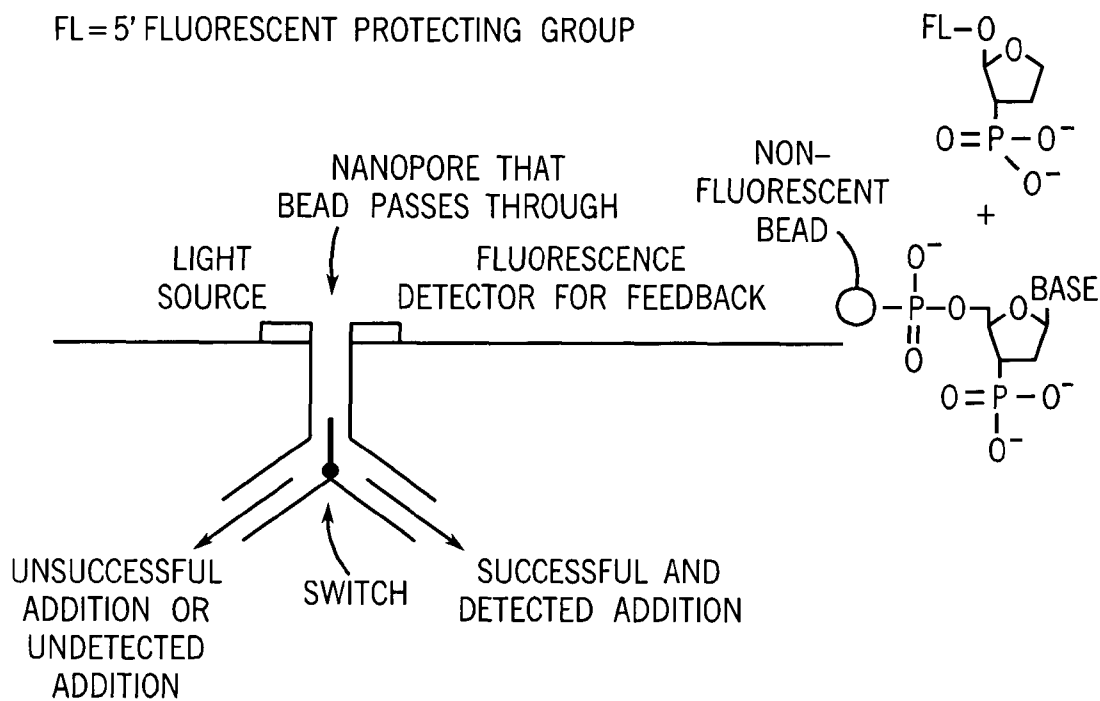 FL=5' FLUORESCENT PROTECTING GROUP
FL–O
O
O=P–O⁻
O⁻
+
NANOPORE THAT
BEAD PASSES THROUGH
NON–
FLUORESCENT
BEAD
LIGHT
SOURCE
FLUORESCENCE
DETECTOR FOR FEEDBACK
O⁻
–P–O
O
BASE
O
O=P–O⁻
O⁻
UNSUCCESSFUL
ADDITION OR
UNDETECTED
ADDITION
SWITCH
SUCCESSFUL AND
DETECTED ADDITION